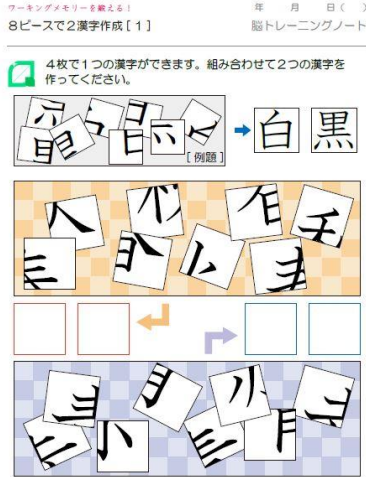 ワーキングメモリーを鍛える！
年 月 日( )
8ピースで2漢字作成[1]
脳トレーニングノート
4枚で1つの漢字ができます。組み合わせて2つの漢字を
作ってください。
[例題]
白 黒